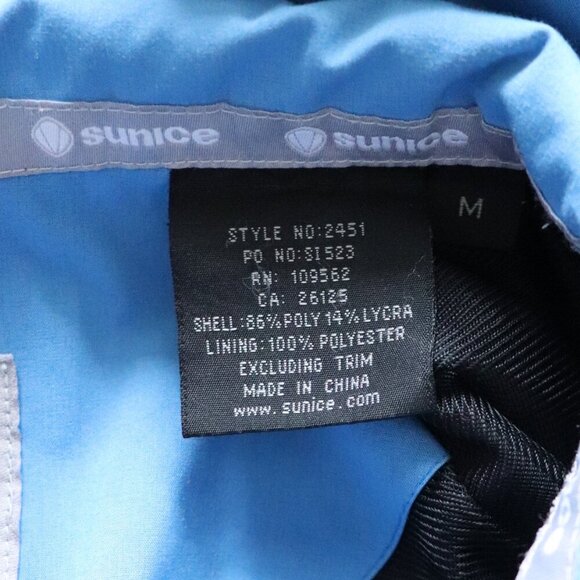 sunice sunice
M
STYLE NO:2451
PO NO:SI523
RN: 109562
CA: 26125
SHELL:86%POLY 14%LYCRA
LINING:100% POLYESTER
EXCLUDING TRIM
MADE IN CHINA
www.sunice.com